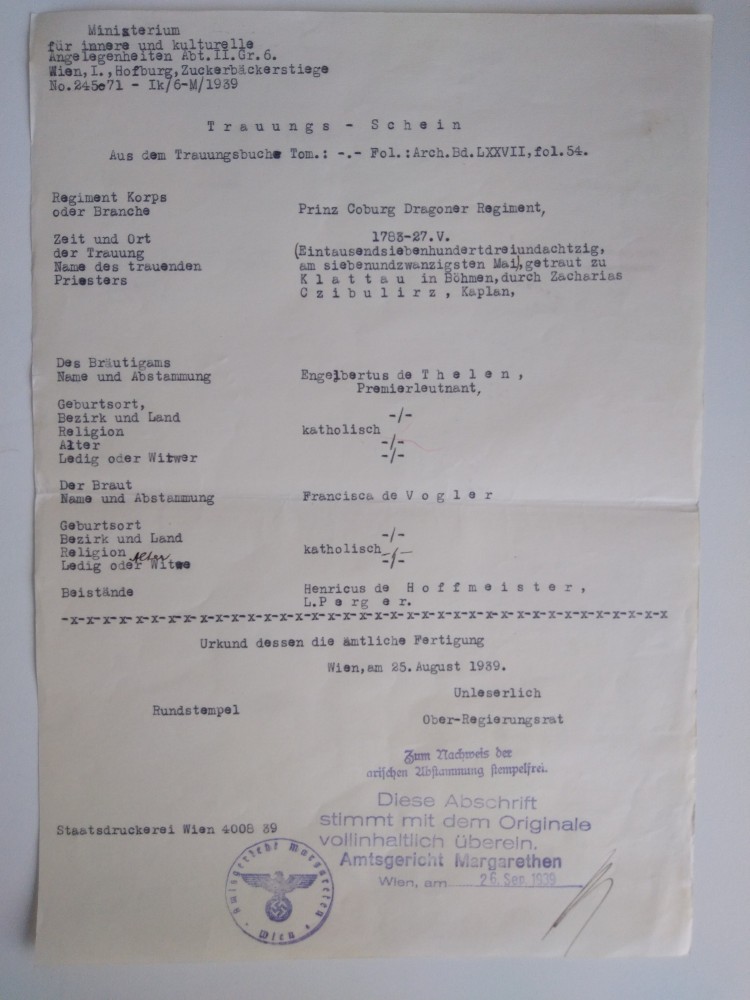 Ministerium
für innere und kulturelle
Angelegenheiten Abt.II.Gr.6.
Wien,I.,Hofburg,Zuckerbäckerstiege
No.245e71 - Ik/6-M/1939
Trauungs - Schein
Aus dem Trauungsbuche Tom.: -.- Fol.:Arch.Bd.LXXVII,fol.54.
Regiment Korps
oder Branche
Prinz Coburg Dragoner Regiment,
Zeit und Ort
der Trauung
Name des trauenden
Priesters
1783-27.V.
(Eintausendsiebenhundertdreiundachtzig,
am siebenundzwanzigsten Mai),getraut zu
Klattau in Böhmen,durch Zacharias
Czibulirz, Kaplan,
Des Bräutigams
Name und Abstammung
Engelbertus de Thelen,
Premierleutnant,
Geburtsort,
Bezirk und Land -/-
Religion katholisch
Alter -/-
Ledig oder Witwer -/-
Der Braut
Name und Abstammung Francisca de Vogler
Geburtsort
Bezirk und Land -/-
Religion Alter katholisch -/-
Ledig oder Witwe -/-
Beistände Henricus de Hoffmeister,
L.Perger.
-x-x-x-x-x-x-x-x-x-x-x-x-x-x-x-x-x-x-x-x-x-x-x-x-x-x-x-x-x-x-x-x-x
Urkund dessen die ämtliche Fertigung
Wien,am 25.August 1939.
Unleserlich
Rundstempel
Ober-Regierungsrat
Zum Nachweis der
arischen Abstammung stempelfrei.
Diese Abschrift
stimmt mit dem Originale
vollinhaltlich überein.
Amtsgericht Margarethen
Wien, am 26. Sep. 1939
Staatsdruckerei Wien 4008 39
Amtsgericht Margareten
Wien